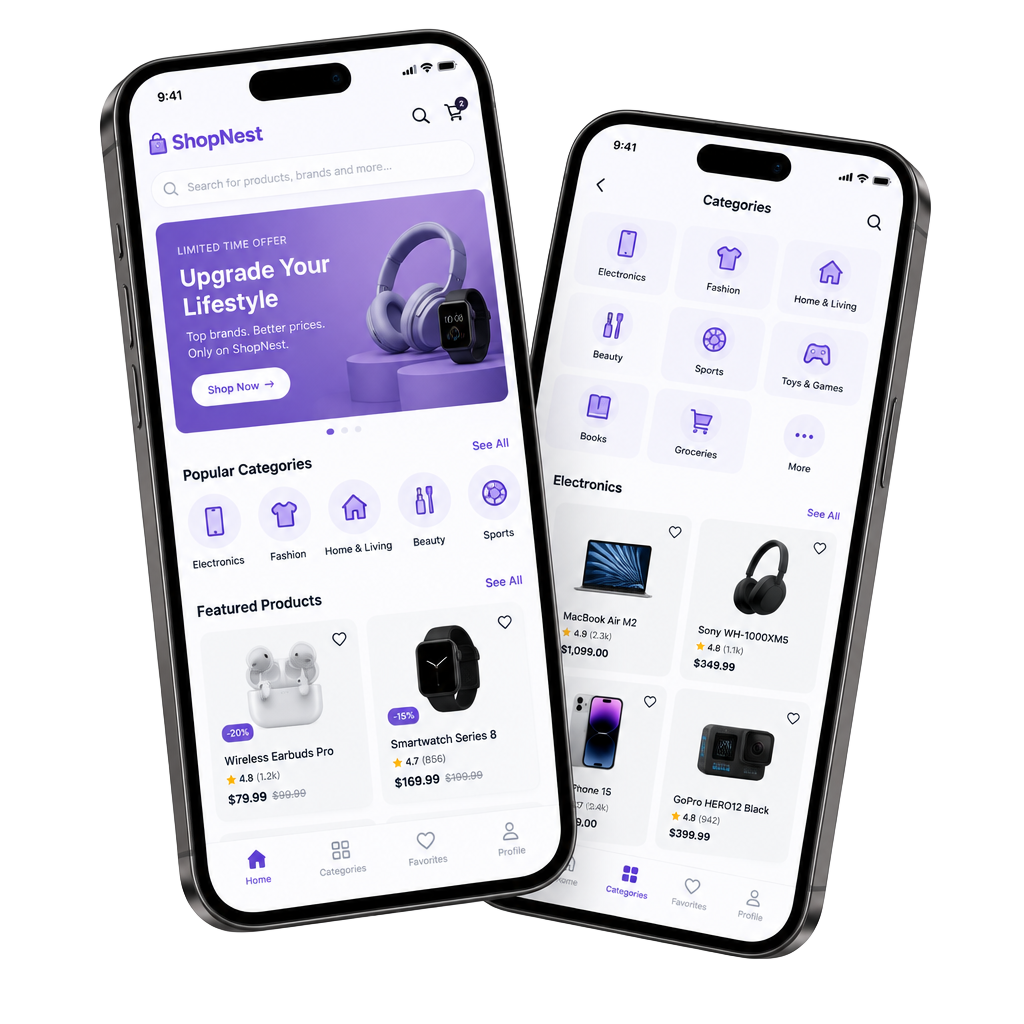 9:41
ShopNest
2
Search for products, brands and more...
LIMITED TIME OFFER
Upgrade Your
Lifestyle
Top brands. Better prices.
Only on ShopNest.
Shop Now →
See All
Popular Categories
Electronics
Fashion
Home & Living
Beauty
Sports
See All
Featured Products
-20%
Wireless Earbuds Pro
4.8 (1.2k)
$79.99 $99.99
-15%
Smartwatch Series 8
4.7 (856)
$169.99 $199.99
Home
Categories
Favorites
Profile
9:41
Categories
Electronics
Fashion
Home & Living
Beauty
Sports
Toys & Games
Books
Groceries
More
Electronics
See All
MacBook Air M2
4.9 (2.3k)
$1,099.00
Sony WH-1000XM5
4.8 (1.1k)
$349.99
Phone 15
(2.4k)
9.00
GoPro HERO12 Black
4.8 (942)
$399.99
Home
Categories
Favorites
Profile